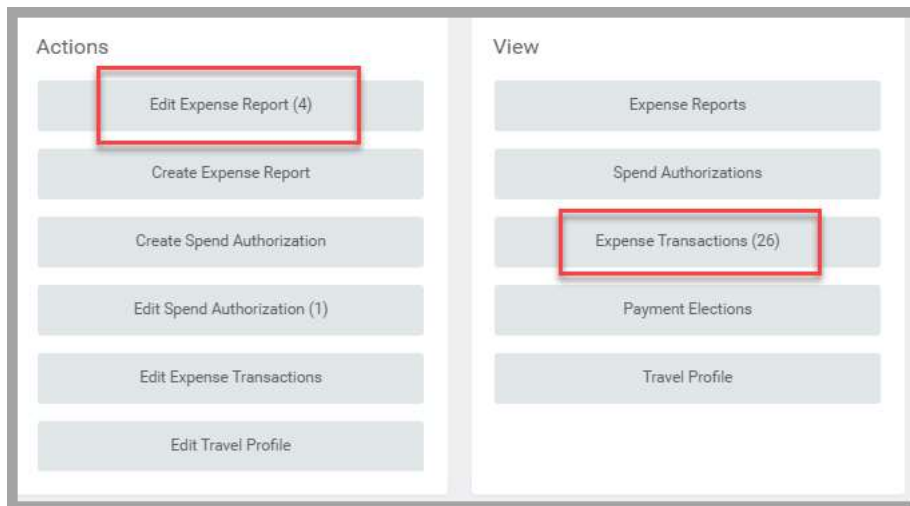 Actions
Edit Expense Report (4)
Create Expense Report
Create Spend Authorization
Edit Spend Authorization (1)
Edit Expense Transactions
Edit Travel Profile
View
Expense Reports
Spend Authorizations
Expense Transactions (26)
Payment Elections
Travel Profile